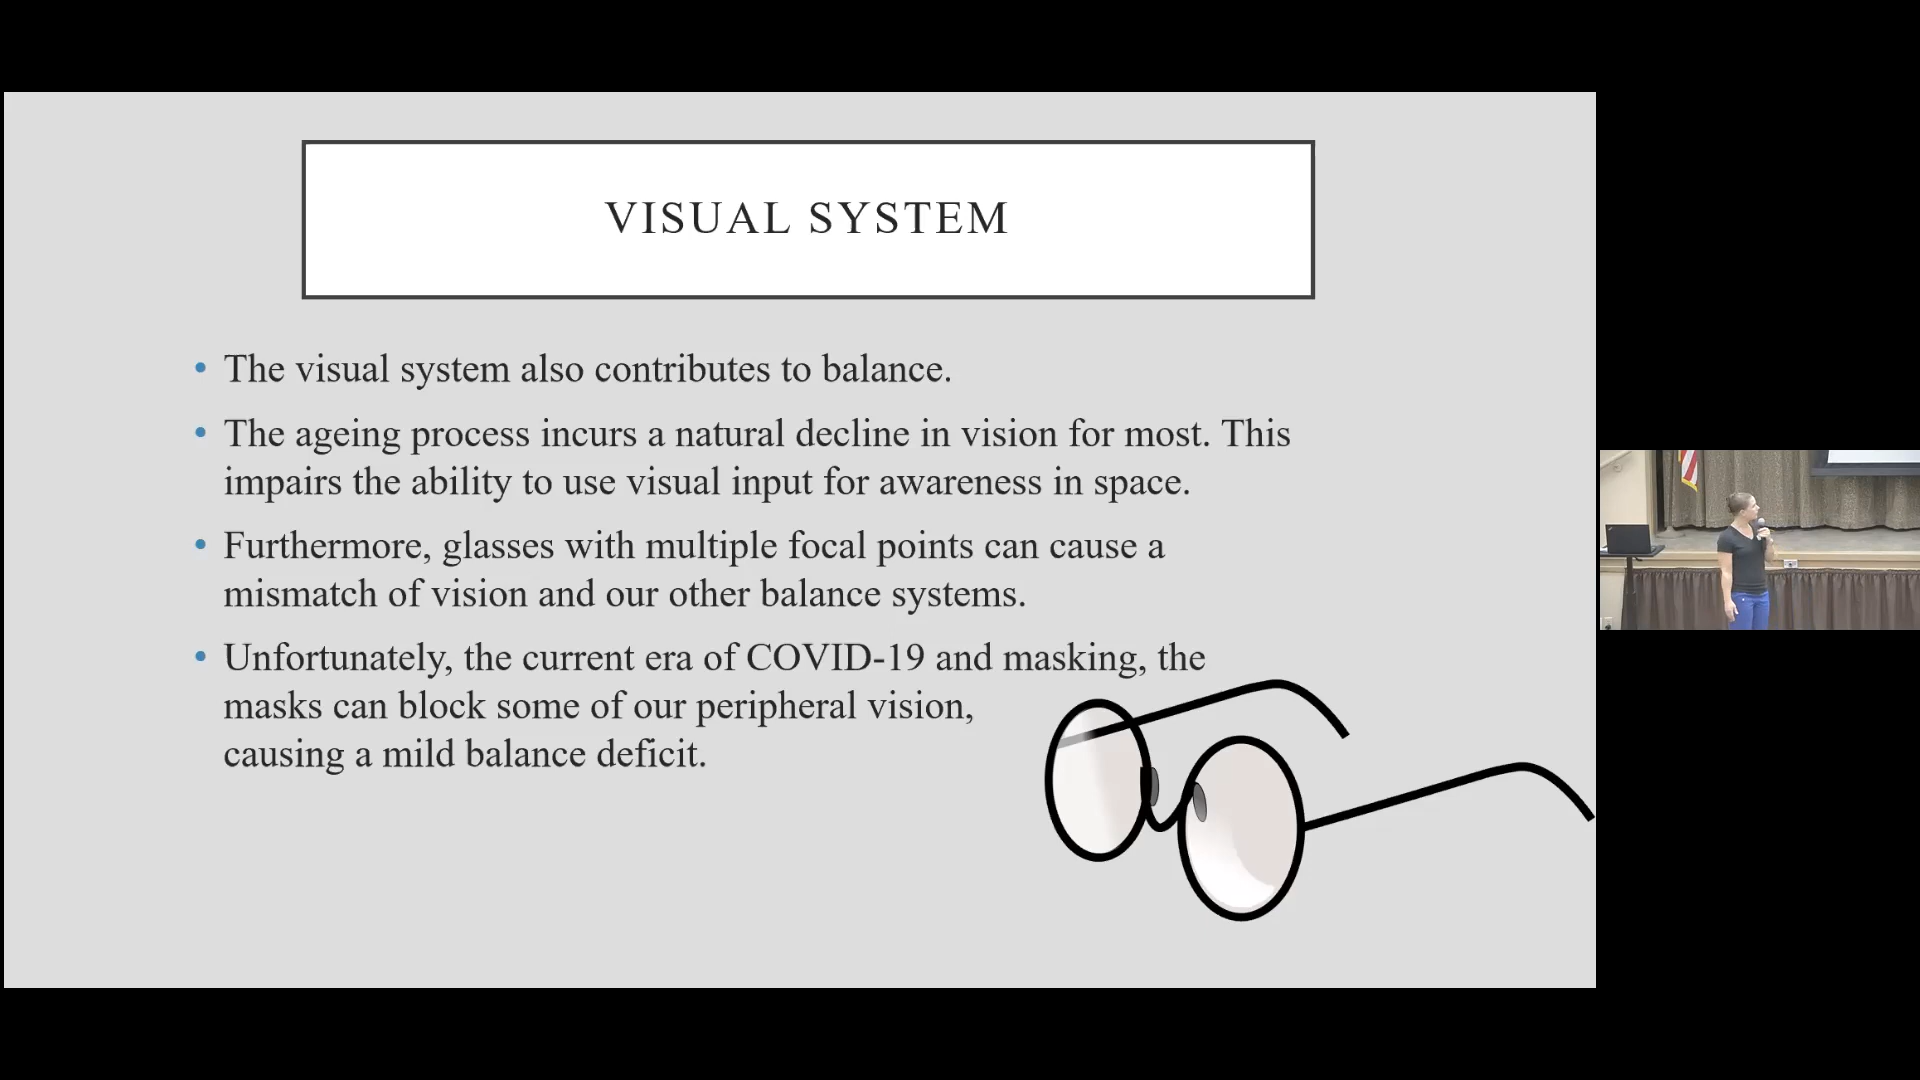 VISUAL SYSTEM
• The visual system also contributes to balance.
• The ageing process incurs a natural decline in vision for most. This
impairs the ability to use visual input for awareness in space.
• Furthermore, glasses with multiple focal points can cause a
mismatch of vision and our other balance systems.
• Unfortunately, the current era of COVID-19 and masking, the
masks can block some of our peripheral vision,
causing a mild balance deficit.